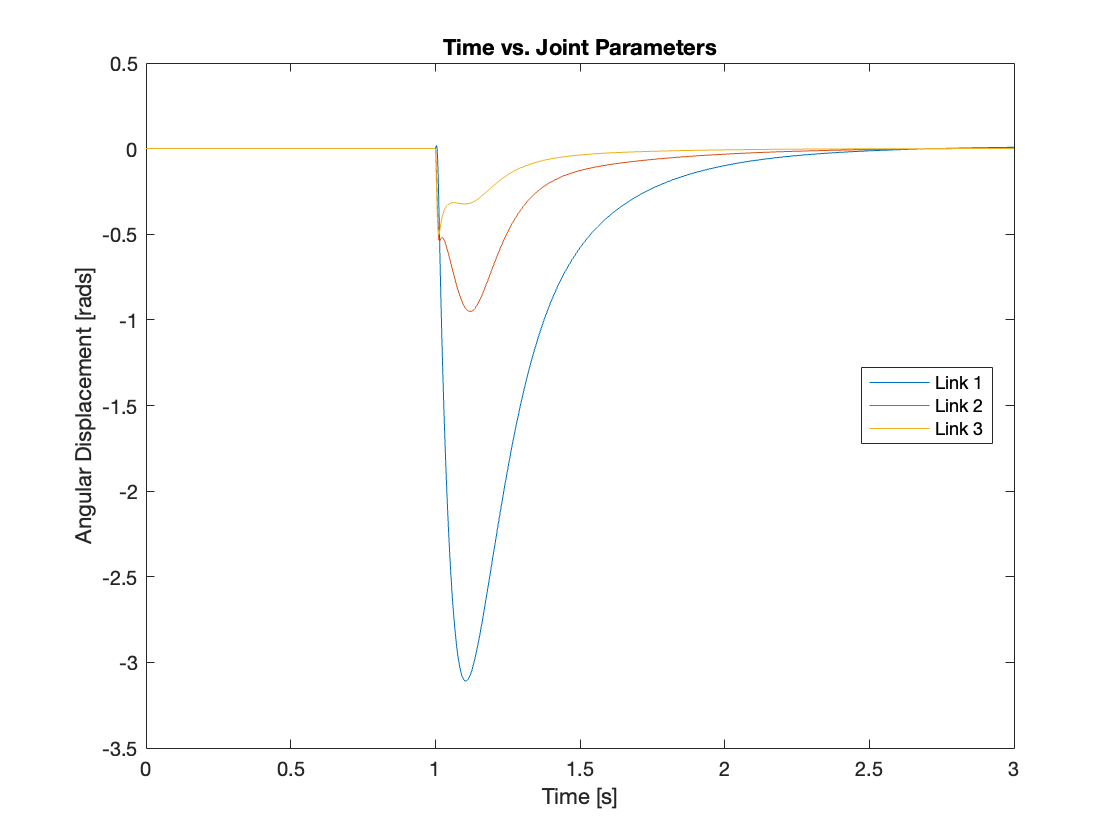 Time vs. Joint Parameters
0.5
0
-0.5
-1
-1.5
-2
-2.5
-3
-3.5
Angular Displacement [rads]
Link 1
Link 2
Link 3
0 0.5 1 1.5 2 2.5 3
Time [s]